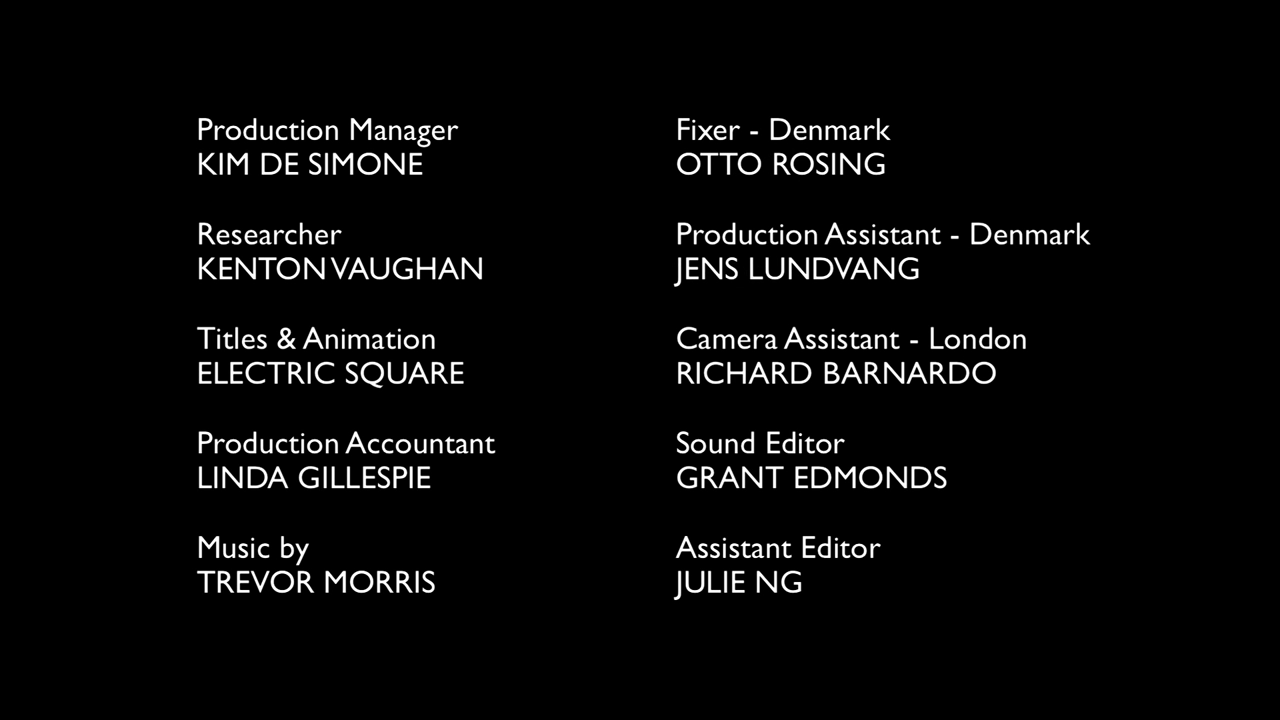 Production Manager
KIM DE SIMONE
Researcher
KENTON VAUGHAN
Titles & Animation
ELECTRIC SQUARE
Production Accountant
LINDA GILLESPIE
Music by
TREVOR MORRIS
Fixer - Denmark
OTTO ROSING
Production Assistant - Denmark
JENS LUNDVANG
Camera Assistant - London
RICHARD BARNARDO
Sound Editor
GRANT EDMONDS
Assistant Editor
JULIE NG